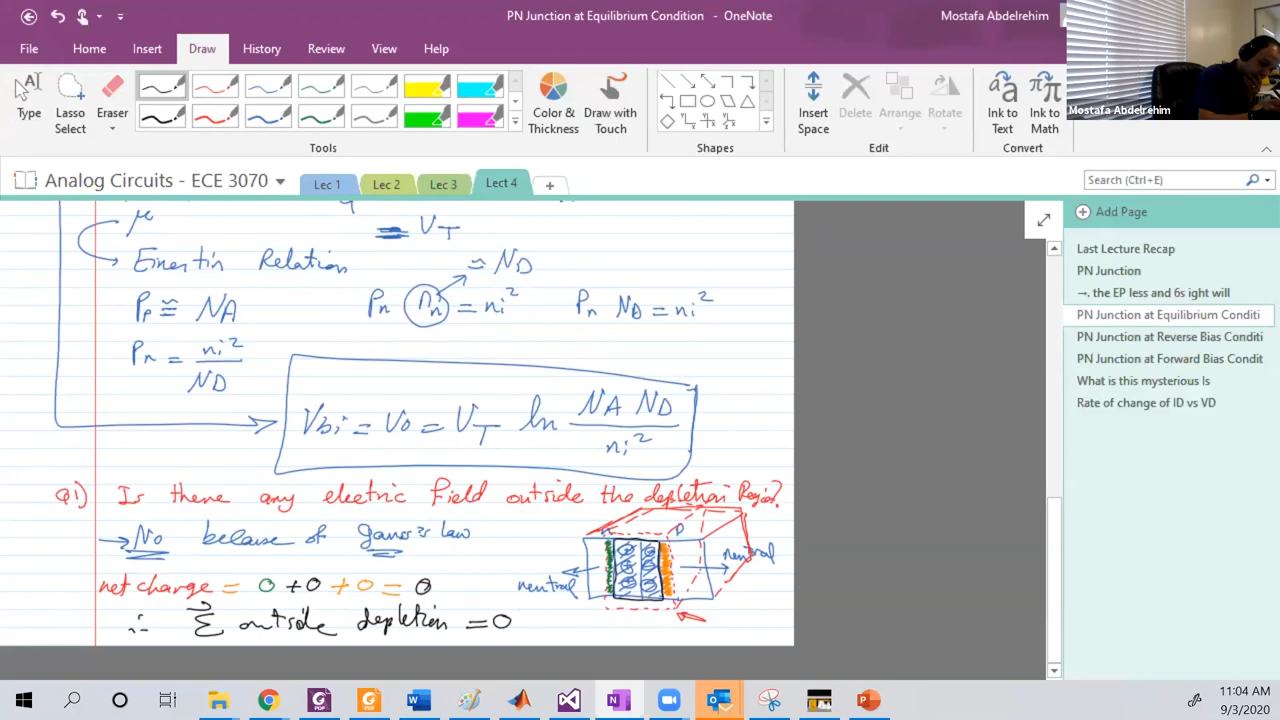 PN Junction at Equilibrium Condition - OneNote
Mostafa Abdelrehim
File Home Insert Draw History Review View Help
Type
Lasso Select
Eraser
Color & Thickness
Draw with Touch
Insert Space
Delete
Arrange
Rotate
Ink to Text
Ink to Math
Tools
Shapes
Edit
Convert
Mostafa Abdelrehim
Analog Circuits - ECE 3070
Lec 1
Lec 2
Lec 3
Lect 4
Search (Ctrl+E)
Add Page
Last Lecture Recap
PN Junction
→. the EP less and 6s ight will
PN Junction at Equilibrium Conditi
PN Junction at Reverse Bias Conditi
PN Junction at Forward Bias Condit
What is this mysterious Is
Rate of change of ID vs VD
μ
= VT
Einestin Relation
≈ ND
Pp ≅ NA
Pn nn = ni²
Pn ND = ni²
Pn = ni²/ND
Vbi = V0 = VT ln NA ND/ni²
Q1) Is there any electric Field outside the depletion Region?
→ No because of gauss's law
neutral
neutral
net charge = 0 + 0 + 0 = 0
∴ outside depletion = 0
11:04 AM
9/3/2020